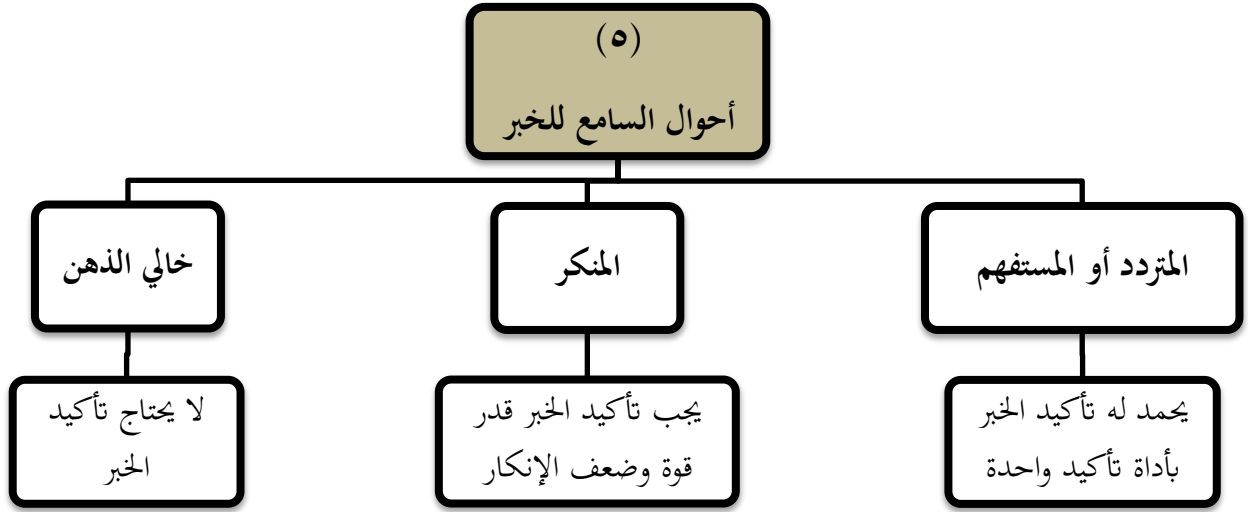 (٥)
أحوال السامع للخبر
المتردد أو المستفهم
المنكر
خالي الذهن
يحمد له تأكيد الخبر
بأداة تأكيد واحدة
يجب تأكيد الخبر قدر
قوة وضعف الإنكار
لا يحتاج تأكيد
الخبر